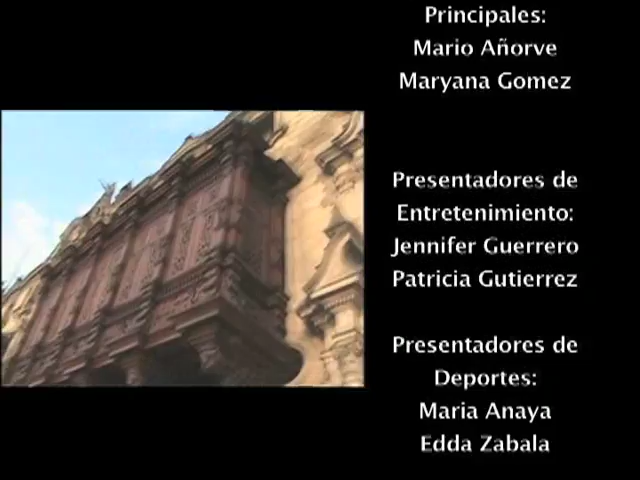 Principales:
Mario Añorve
Maryana Gomez
Presentadores de
Entretenimiento:
Jennifer Guerrero
Patricia Gutierrez
Presentadores de
Deportes:
Maria Anaya
Edda Zabala